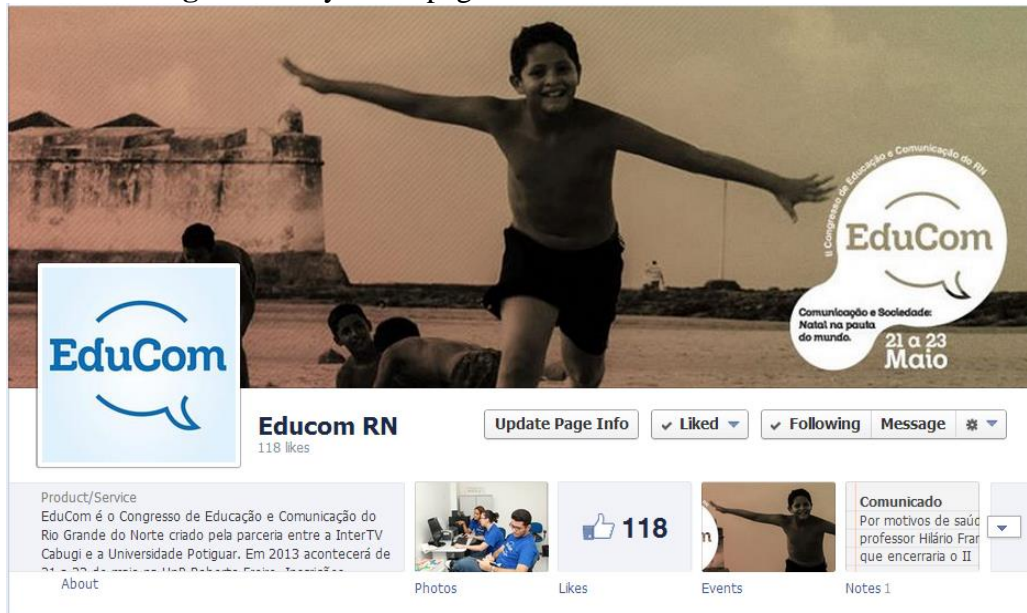 II Congresso de Educação e Comunicação do RN
EduCom
Comunicação e Sociedade:
Natal na pauta
do mundo.
21 a 23
Maio
EduCom
Educom RN
118 likes
Update Page Info
Liked
Following
Message
Product/Service
EduCom é o Congresso de Educação e Comunicação do
Rio Grande do Norte criado pela parceria entre a InterTV
Cabugi e a Universidade Potiguar. Em 2013 acontecerá de
About
Photos
118
Likes
m
Events
Comunicado
Por motivos de saúd
professor Hilário Fran
que encerraria o II
Notes 1